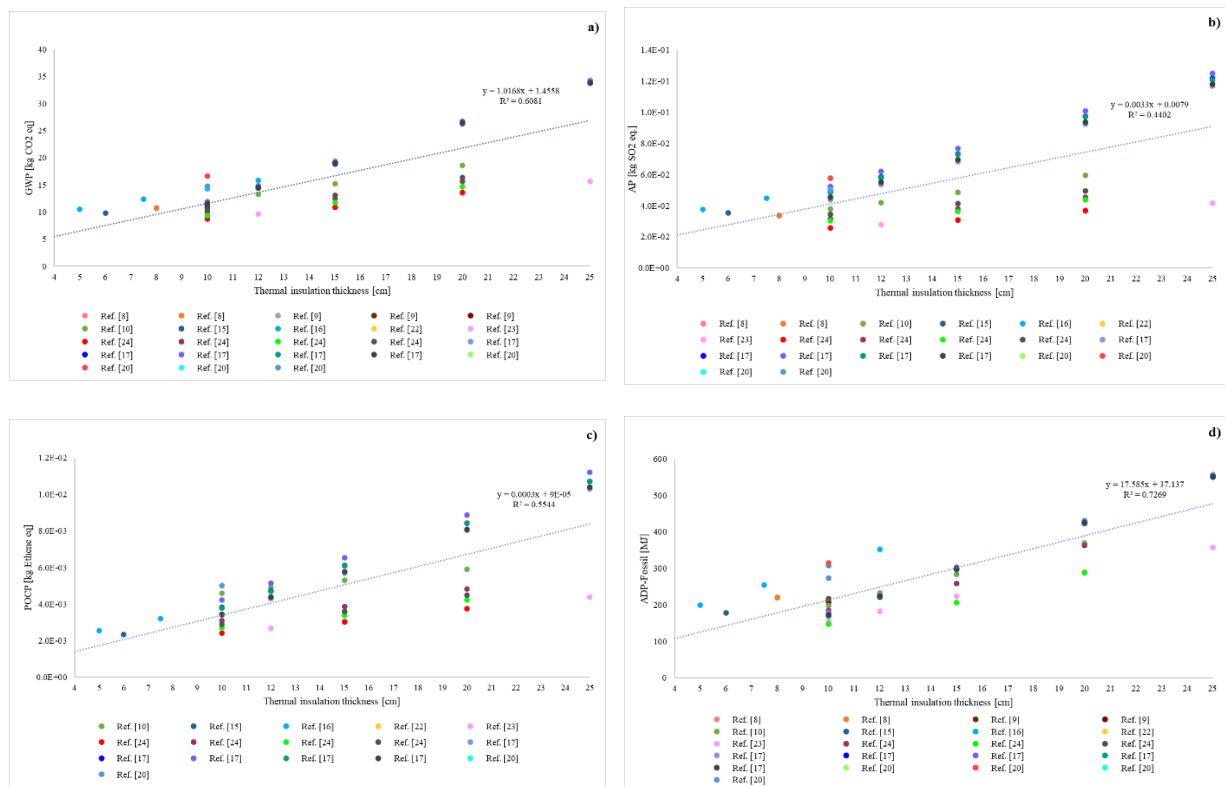 a)
GWP [kg CO2 eq]
40
35
30
25
20
15
10
5
0
y = 1.0168x + 1.4558
R² = 0.6081
4 5 6 7 8 9 10 11 12 13 14 15 16 17 18 19 20 21 22 23 24 25
Thermal insulation thickness [cm]
Ref. [8] Ref. [8] Ref. [9] Ref. [9] Ref. [9]
Ref. [10] Ref. [15] Ref. [16] Ref. [22] Ref. [23]
Ref. [24] Ref. [24] Ref. [24] Ref. [24] Ref. [17]
Ref. [17] Ref. [17] Ref. [17] Ref. [17] Ref. [20]
Ref. [20] Ref. [20] Ref. [20]
b)
AP [kg SO2 eq.]
1.4E-01
1.2E-01
1.0E-01
8.0E-02
6.0E-02
4.0E-02
2.0E-02
0.0E+00
y = 0.0033x + 0.0079
R² = 0.4402
4 5 6 7 8 9 10 11 12 13 14 15 16 17 18 19 20 21 22 23 24 25
Thermal insulation thickness [cm]
Ref. [8] Ref. [8] Ref. [10] Ref. [15] Ref. [16] Ref. [22]
Ref. [23] Ref. [24] Ref. [24] Ref. [24] Ref. [24] Ref. [17]
Ref. [17] Ref. [17] Ref. [17] Ref. [17] Ref. [20] Ref. [20]
Ref. [20] Ref. [20]
c)
POCP [kg Ethene eq]
1.2E-02
1.0E-02
8.0E-03
6.0E-03
4.0E-03
2.0E-03
0.0E+00
y = 0.0003x + 9E-05
R² = 0.5544
4 5 6 7 8 9 10 11 12 13 14 15 16 17 18 19 20 21 22 23 24 25
Thermal insulation thickness [cm]
Ref. [10] Ref. [15] Ref. [16] Ref. [22] Ref. [23]
Ref. [24] Ref. [24] Ref. [24] Ref. [24] Ref. [17]
Ref. [17] Ref. [17] Ref. [17] Ref. [17] Ref. [20]
Ref. [20]
d)
ADP-Fossil [MJ]
600
500
400
300
200
100
0
y = 17.585x + 37.137
R² = 0.7269
4 5 6 7 8 9 10 11 12 13 14 15 16 17 18 19 20 21 22 23 24 25
Thermal insulation thickness [cm]
Ref. [8] Ref. [8] Ref. [9] Ref. [9]
Ref. [10] Ref. [15] Ref. [16] Ref. [22]
Ref. [23] Ref. [24] Ref. [24] Ref. [24]
Ref. [17] Ref. [17] Ref. [17] Ref. [17]
Ref. [17] Ref. [20] Ref. [20] Ref. [20]
Ref. [20]